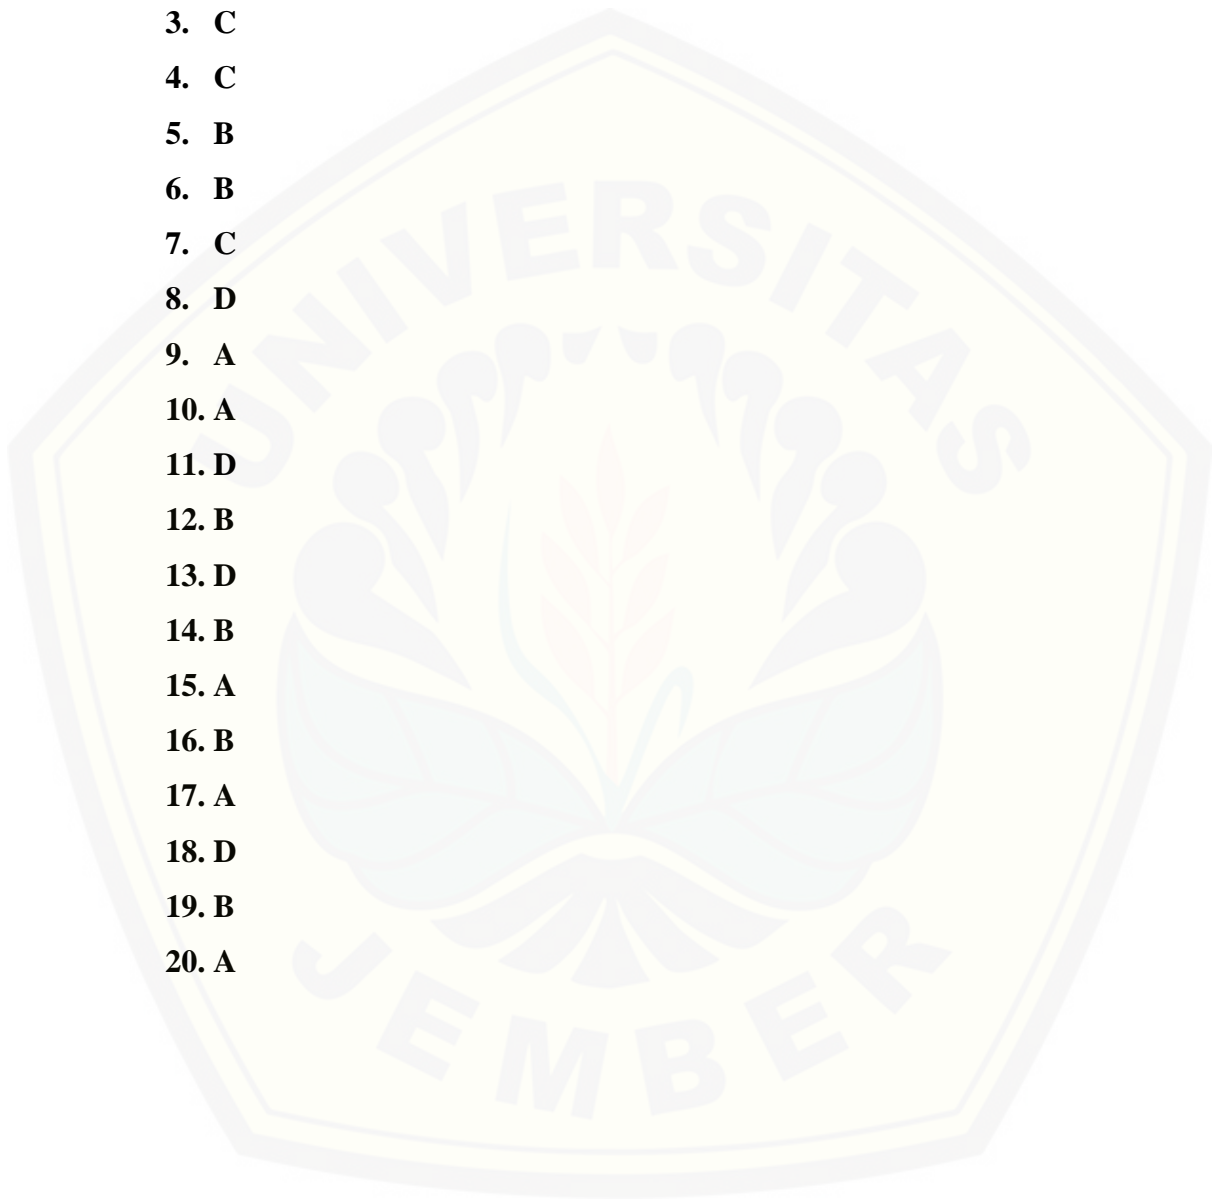 3. C
4. C
5. B
6. B
7. C
8. D
9. A
10. A
11. D
12. B
13. D
14. B
15. A
16. B
17. A
18. D
19. B
20. A
UNIVERSITAS
JEMBER